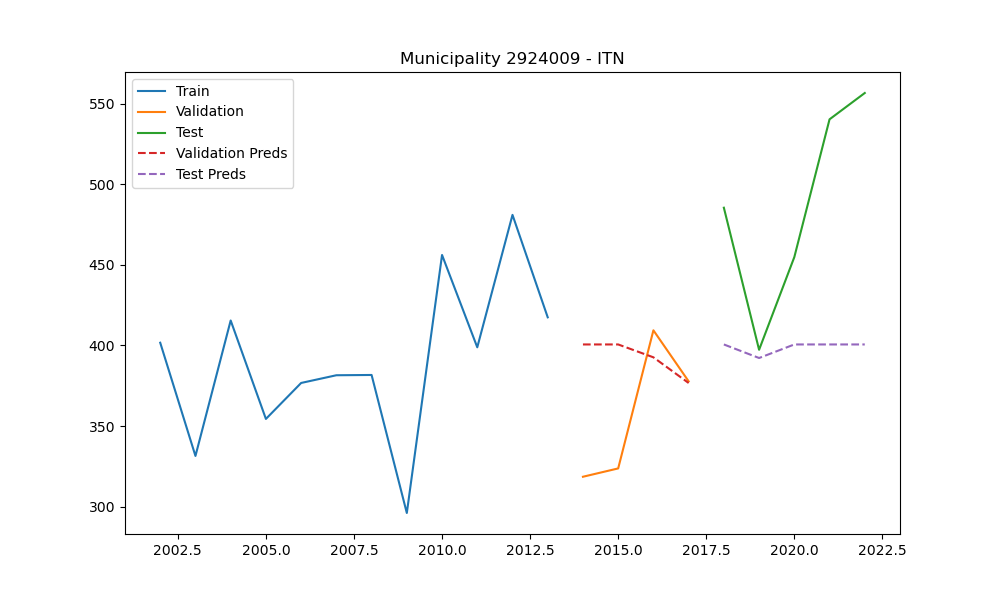 Municipality 2924009 - ITN
Train
Validation
Test
Validation Preds
Test Preds
550
500
450
400
350
300
2002.5 2005.0 2007.5 2010.0 2012.5 2015.0 2017.5 2020.0 2022.5